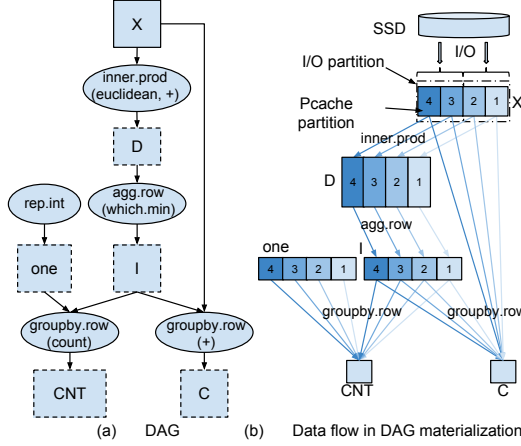 X
inner.prod
(euclidean, +)
D
rep.int
agg.row
(which.min)
one
I
groupby.row
(count)
groupby.row
(+)
CNT
C
(a) DAG
SSD
I/O
I/O partition
Pcache
partition
4 3 2 1 X
inner.prod
D 4 3 2 1
agg.row
one I
4 3 2 1 4 3 2 1
groupby.row groupby.row
CNT C
(b) Data flow in DAG materialization